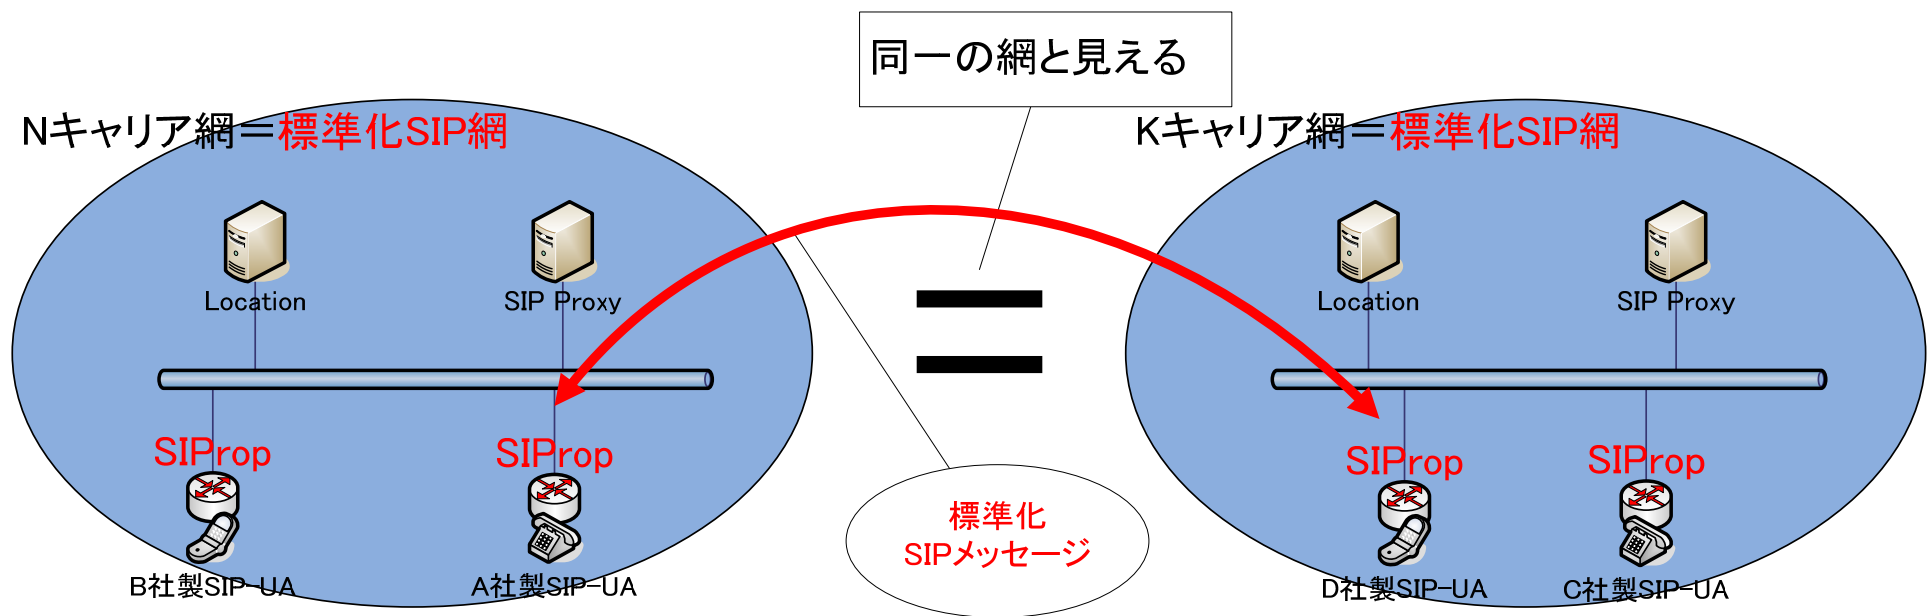 同一の網と見える
Nキャリア網＝標準化SIP網
Kキャリア網＝標準化SIP網
Location
SIP Proxy
Location
SIP Proxy
SIProp
SIProp
SIProp
SIProp
標準化
SIPメッセージ
B社製SIP-UA
A社製SIP-UA
D社製SIP-UA
C社製SIP-UA